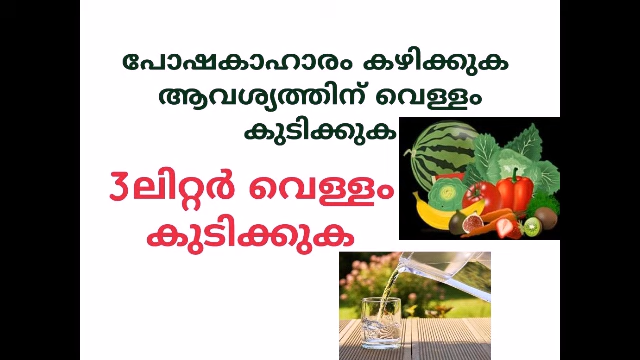 പോഷകാഹാരം കഴിക്കുക
ആവശ്യത്തിന് വെള്ളം
കുടിക്കുക
3ലിറ്റർ വെള്ളം
കുടിക്കുക